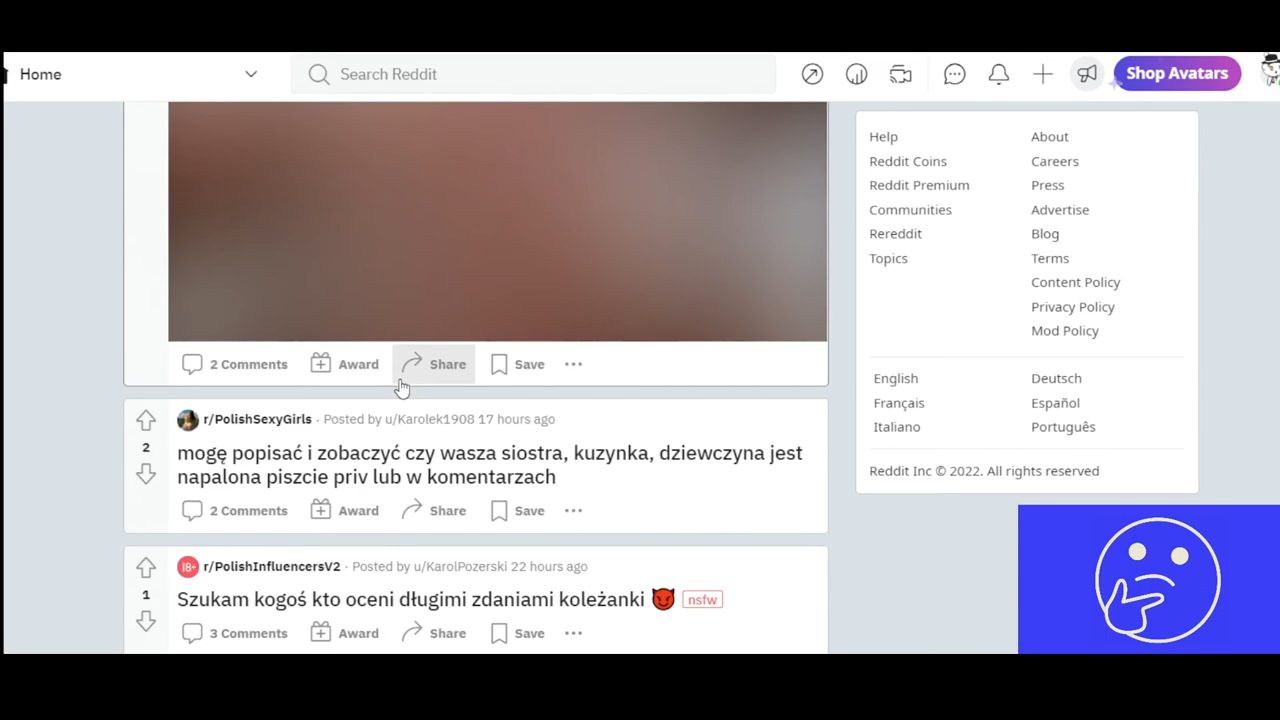 Home
Search Reddit
Shop Avatars
Help
About
Reddit Coins
Careers
Reddit Premium
Press
Communities
Advertise
Rereddit
Blog
Topics
Terms
Content Policy
Privacy Policy
Mod Policy
English
Deutsch
Français
Español
Italiano
Português
Reddit Inc © 2022. All rights reserved
2 Comments Award Share Save
r/PolishSexyGirls · Posted by u/Karolek1908 17 hours ago
2
mogę popisać i zobaczyć czy wasza siostra, kuzynka, dziewczyna jest
napalona piszcie priv lub w komentarzach
2 Comments Award Share Save
18+ r/PolishInfluencersV2 · Posted by u/KarolPozerski 22 hours ago
1
Szukam kogoś kto oceni długimi zdaniami koleżanki 😈 nsfw
3 Comments Award Share Save